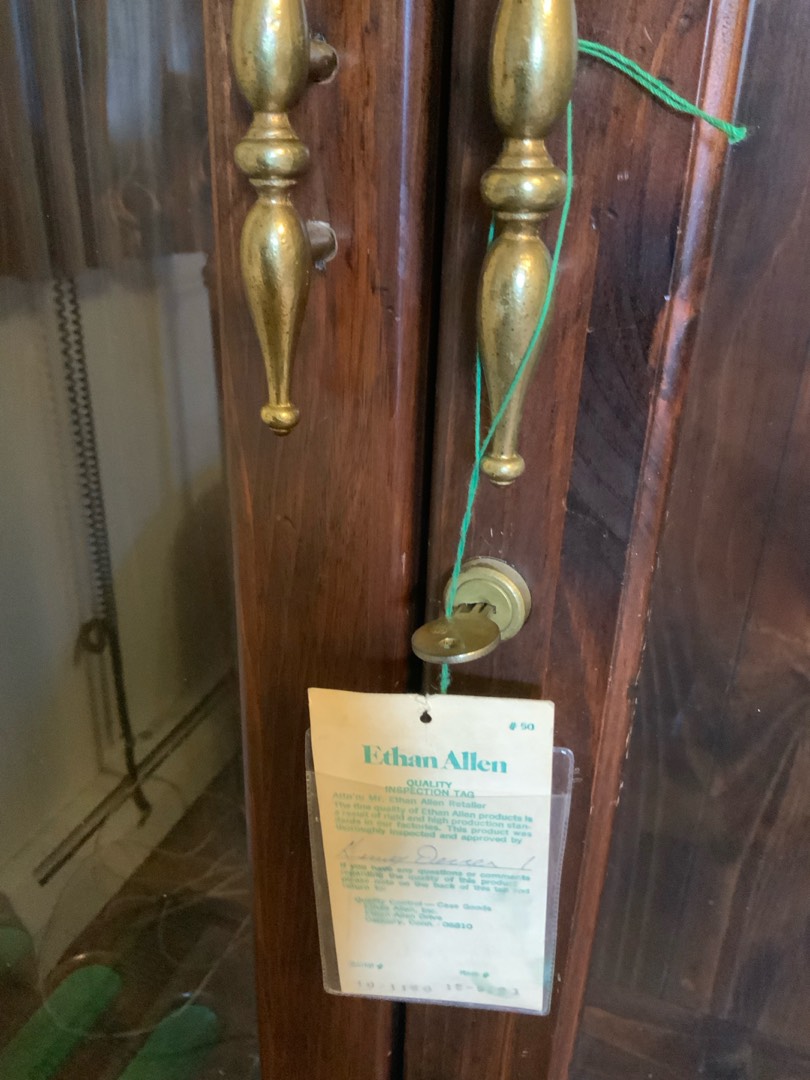 # 50
Ethan Allen
QUALITY
INSPECTION TAG
Att'n: Mr. Ethan Allen Retailer
The fine quality of Ethan Allen products is
a result of rigid and high production stan-
dards in our factories. This product was
thoroughly inspected and approved by
If you have any questions or comments
regarding the quality of this product
please note on the back of this tag and
return to:
Quality Control — Case Goods
Ethan Allen, Inc.
Ethan Allen Drive
Danbury, Conn. 06810